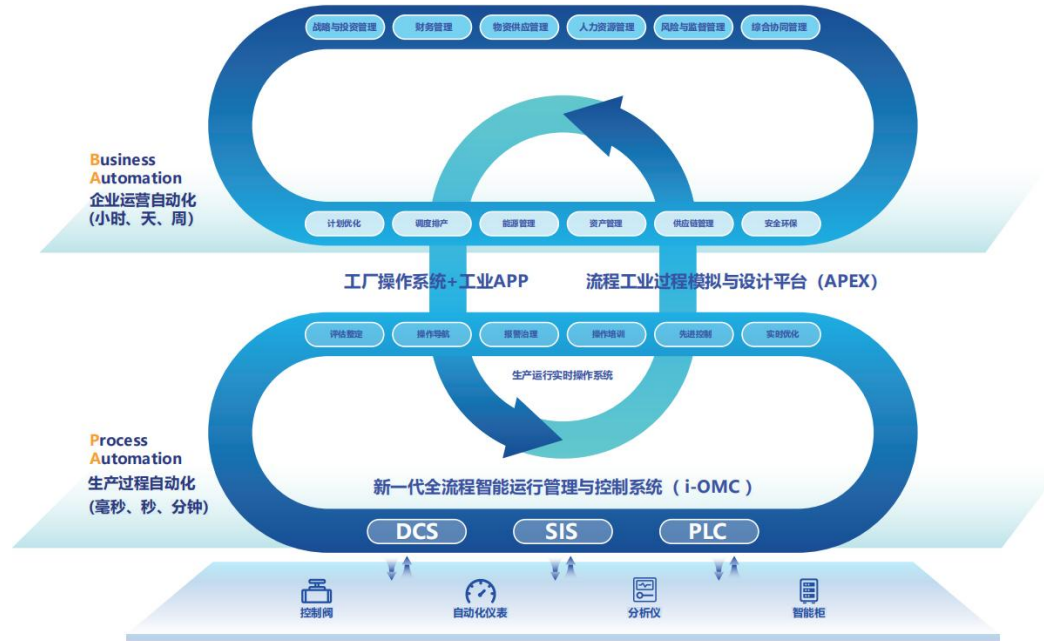 战略与投资管理 财务管理 物资供应管理 人力资源管理 风险与监督管理 综合协同管理
Business
Automation
企业运营自动化
(小时、天、周)
计划优化 调度排产 能源管理 资产管理 供应链管理 安全环保
工厂操作系统+工业APP 流程工业过程模拟与设计平台（APEX）
评估整定 操作导航 报警治理 操作培训 先进控制 实时优化
生产运行实时操作系统
Process
Automation
生产过程自动化
(毫秒、秒、分钟)
新一代全流程智能运行管理与控制系统（i-OMC）
DCS SIS PLC
控制阀 自动化仪表 分析仪 智能柜